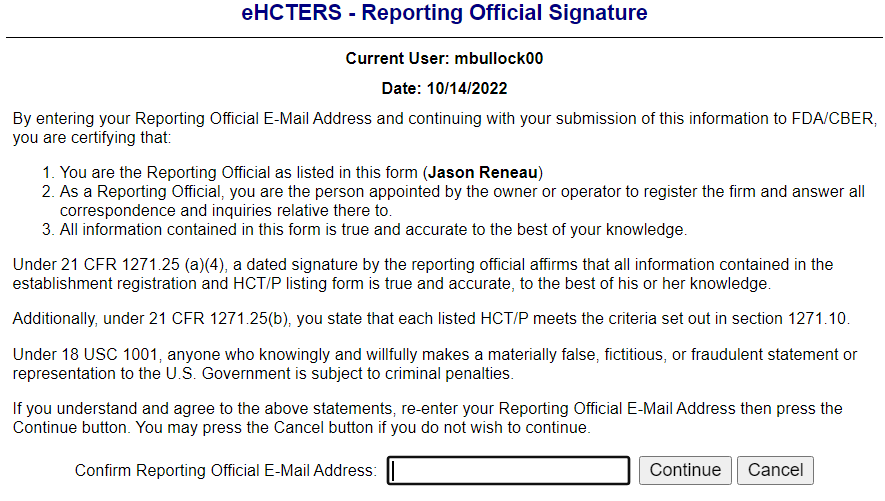 eHCTERS - Reporting Official Signature
Current User: mbullock00
Date: 10/14/2022
By entering your Reporting Official E-Mail Address and continuing with your submission of this information to FDA/CBER,
you are certifying that:
1. You are the Reporting Official as listed in this form (Jason Reneau)
2. As a Reporting Official, you are the person appointed by the owner or operator to register the firm and answer all
correspondence and inquiries relative there to.
3. All information contained in this form is true and accurate to the best of your knowledge.
Under 21 CFR 1271.25 (a)(4), a dated signature by the reporting official affirms that all information contained in the
establishment registration and HCT/P listing form is true and accurate, to the best of his or her knowledge.
Additionally, under 21 CFR 1271.25(b), you state that each listed HCT/P meets the criteria set out in section 1271.10.
Under 18 USC 1001, anyone who knowingly and willfully makes a materially false, fictitious, or fraudulent statement or
representation to the U.S. Government is subject to criminal penalties.
If you understand and agree to the above statements, re-enter your Reporting Official E-Mail Address then press the
Continue button. You may press the Cancel button if you do not wish to continue.
Confirm Reporting Official E-Mail Address: Continue Cancel